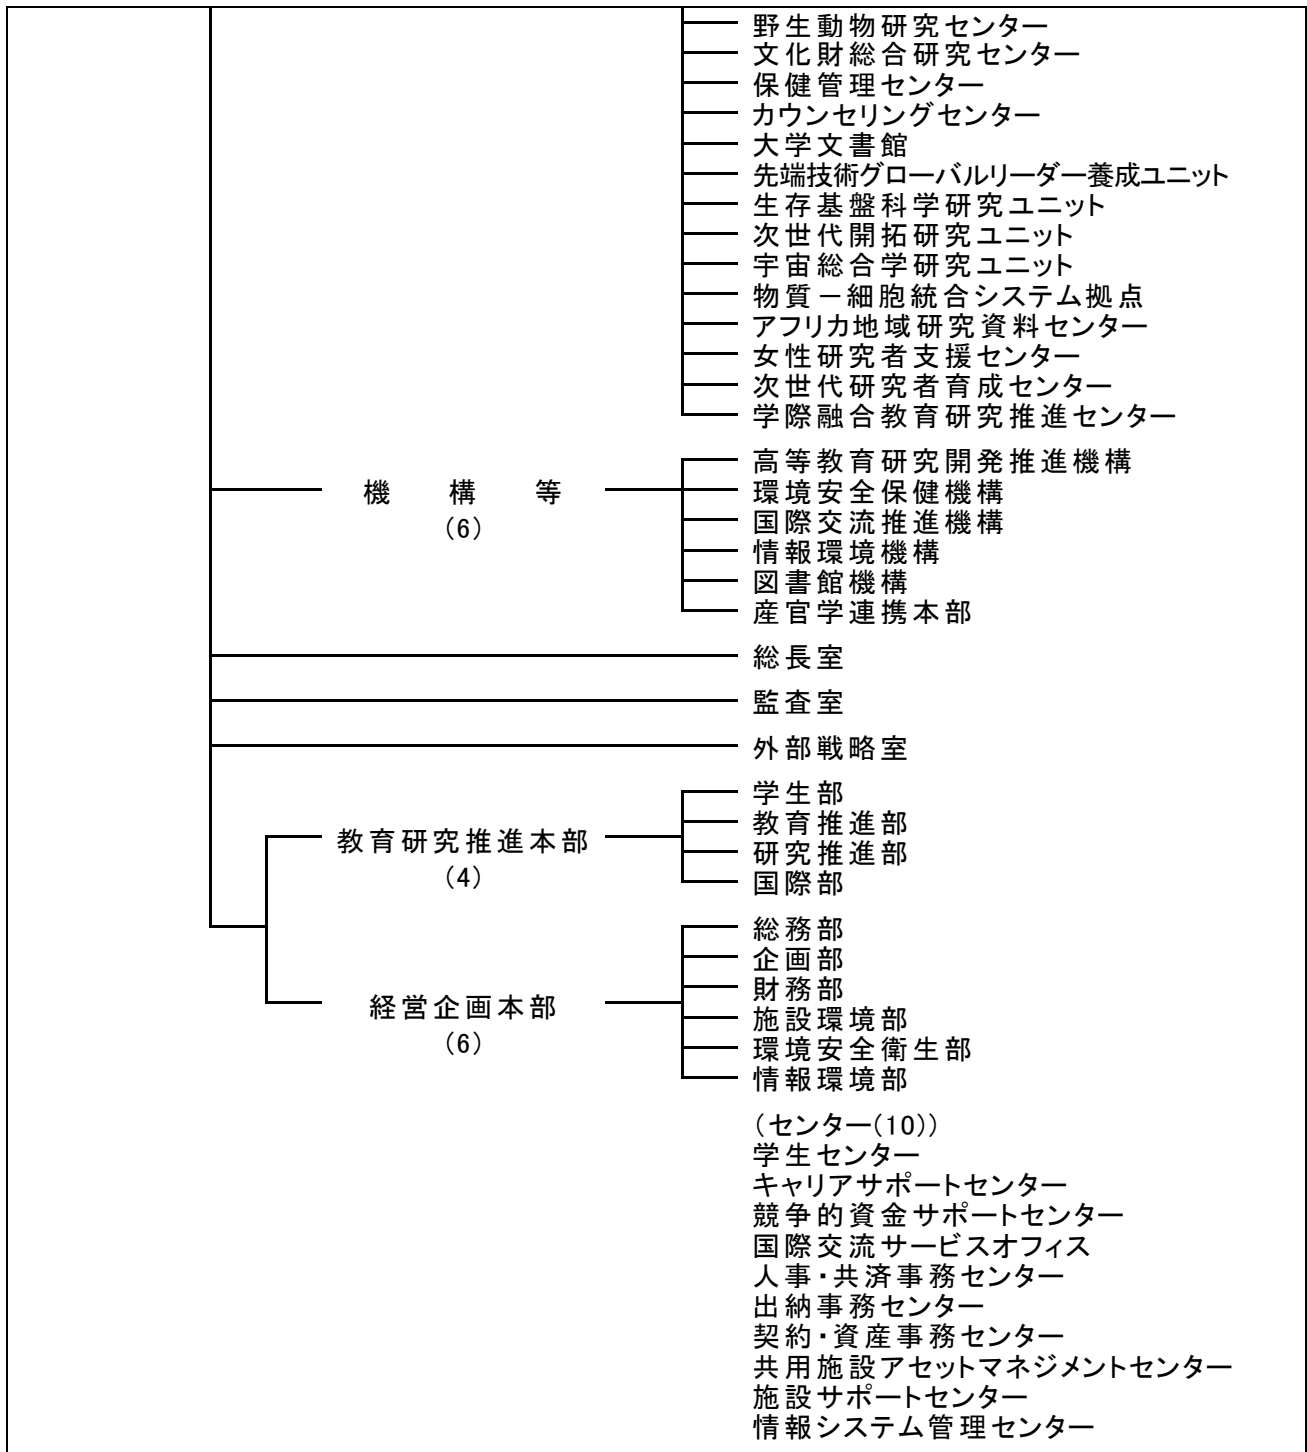 野生動物研究センター
文化財総合研究センター
保健管理センター
カウンセリングセンター
大学文書館
先端技術グローバルリーダー養成ユニット
生存基盤科学研究ユニット
次世代開拓研究ユニット
宇宙総合学研究ユニット
物質－細胞統合システム拠点
アフリカ地域研究資料センター
女性研究者支援センター
次世代研究者育成センター
学際融合教育研究推進センター
機構等
(6)
高等教育研究開発推進機構
環境安全保健機構
国際交流推進機構
情報環境機構
図書館機構
産官学連携本部
総長室
監査室
外部戦略室
教育研究推進本部
(4)
学生部
教育推進部
研究推進部
国際部
経営企画本部
(6)
総務部
企画部
財務部
施設環境部
環境安全衛生部
情報環境部
(センター(10))
学生センター
キャリアサポートセンター
競争的資金サポートセンター
国際交流サービスオフィス
人事・共済事務センター
出納事務センター
契約・資産事務センター
共用施設アセットマネジメントセンター
施設サポートセンター
情報システム管理センター